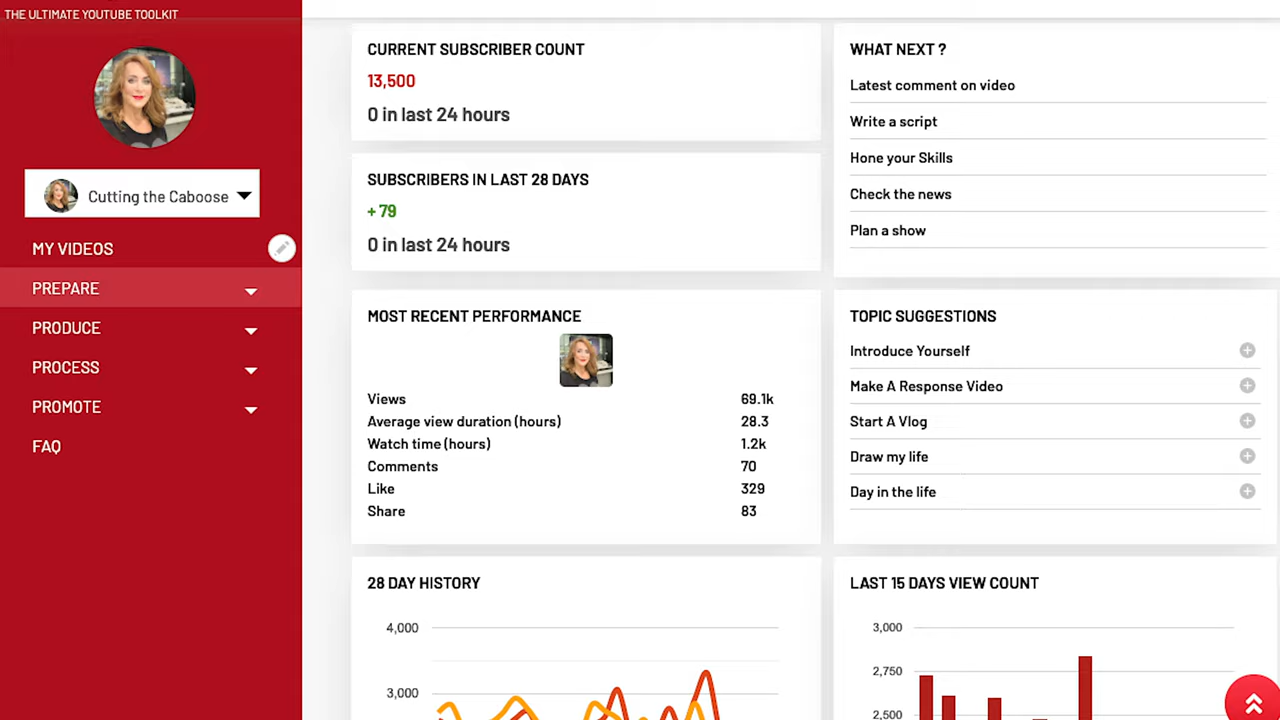 THE ULTIMATE YOUTUBE TOOLKIT
Cutting the Caboose
MY VIDEOS
PREPARE
PRODUCE
PROCESS
PROMOTE
FAQ
CURRENT SUBSCRIBER COUNT
13,500
0 in last 24 hours
SUBSCRIBERS IN LAST 28 DAYS
+ 79
0 in last 24 hours
MOST RECENT PERFORMANCE
Views 69.1k
Average view duration (hours) 28.3
Watch time (hours) 1.2k
Comments 70
Like 329
Share 83
28 DAY HISTORY
4,000
3,000
WHAT NEXT ?
Latest comment on video
Write a script
Hone your Skills
Check the news
Plan a show
TOPIC SUGGESTIONS
Introduce Yourself
Make A Response Video
Start A Vlog
Draw my life
Day in the life
LAST 15 DAYS VIEW COUNT
3,000
2,750
2,500